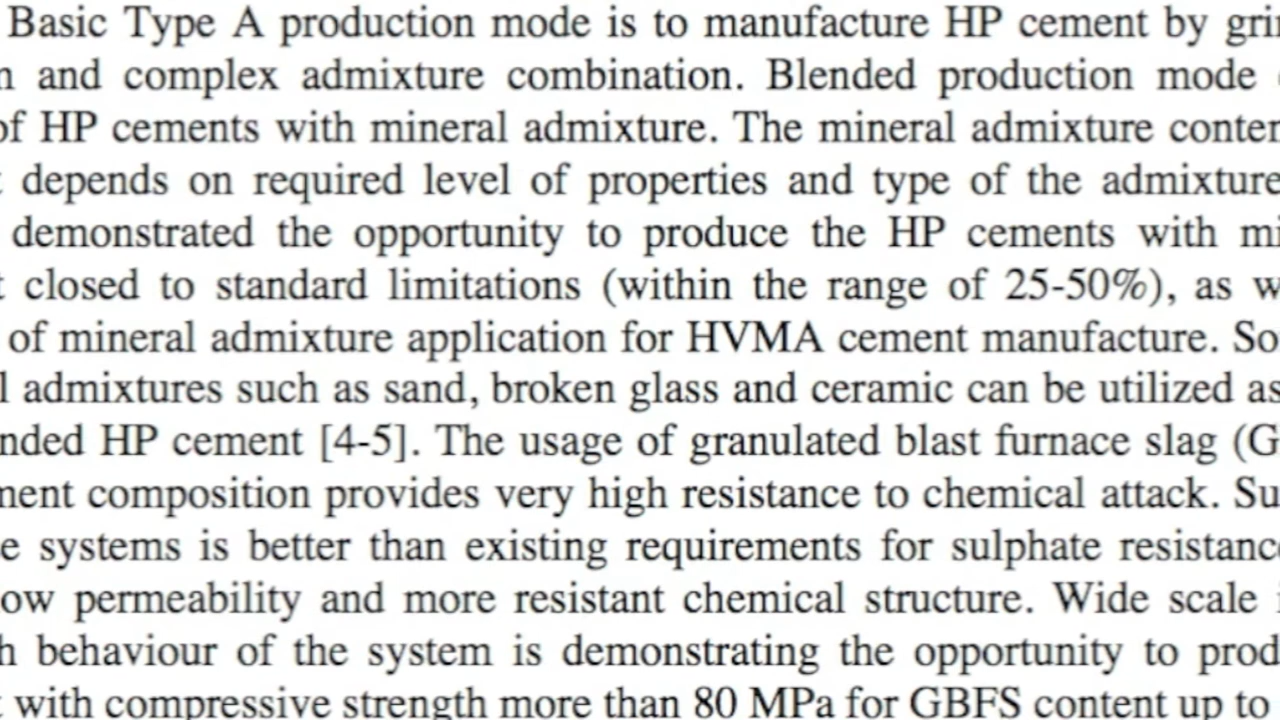 Basic Type A production mode is to manufacture HP cement by
and complex admixture combination. Blended production mode
of HP cements with mineral admixture. The mineral admixture
depends on required level of properties and type of the admixture
demonstrated the opportunity to produce the HP cements with
closed to standard limitations (within the range of 25-50%), as
of mineral admixture application for HVMA cement manufacture. So
admixtures such as sand, broken glass and ceramic can be utilized as
nded HP cement [4-5]. The usage of granulated blast furnace slag (G
ment composition provides very high resistance to chemical attack. Su
e systems is better than existing requirements for sulphate resistanc
ow permeability and more resistant chemical structure. Wide scale
h behaviour of the system is demonstrating the opportunity to prod
with compressive strength more than 80 MPa for GBFS content up to